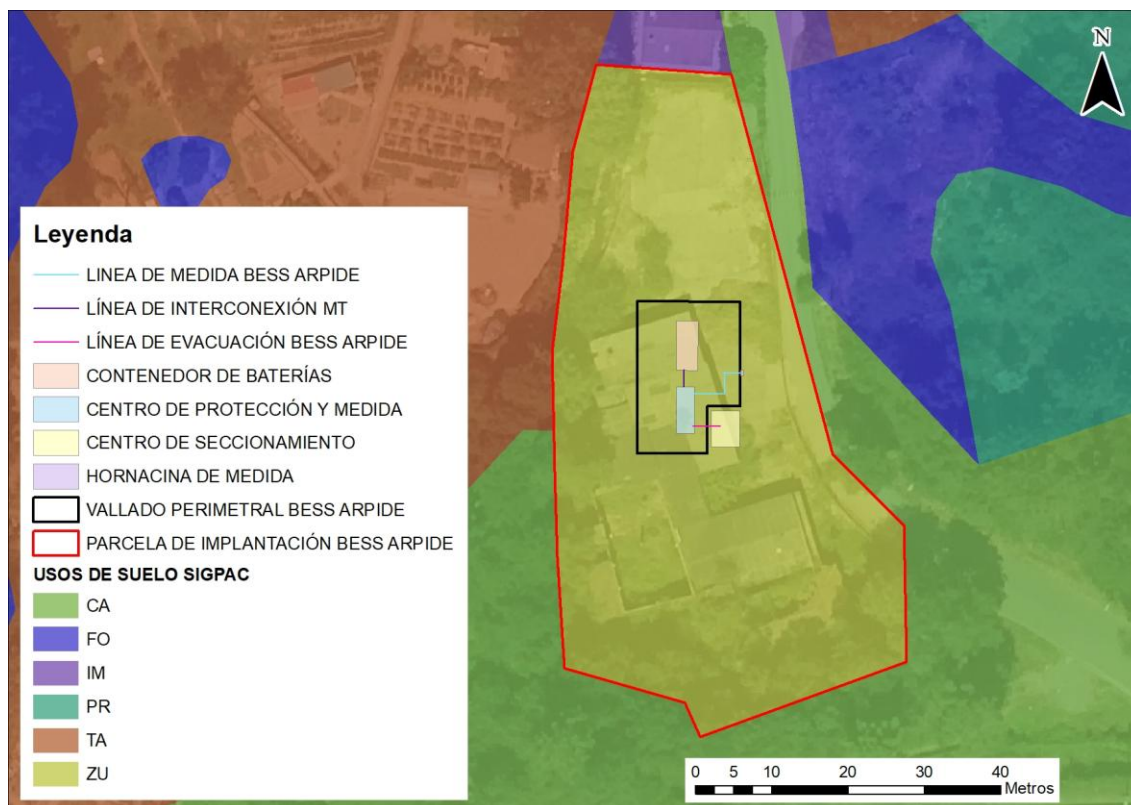 N
Leyenda
LINEA DE MEDIDA BESS ARPIDE
LÍNEA DE INTERCONEXIÓN MT
LÍNEA DE EVACUACIÓN BESS ARPIDE
CONTENEDOR DE BATERÍAS
CENTRO DE PROTECCIÓN Y MEDIDA
CENTRO DE SECCIONAMIENTO
HORNACINA DE MEDIDA
VALLADO PERIMETRAL BESS ARPIDE
PARCELA DE IMPLANTACIÓN BESS ARPIDE
USOS DE SUELO SIGPAC
CA
FO
IM
PR
TA
ZU
0 5 10 20 30 40
Metros